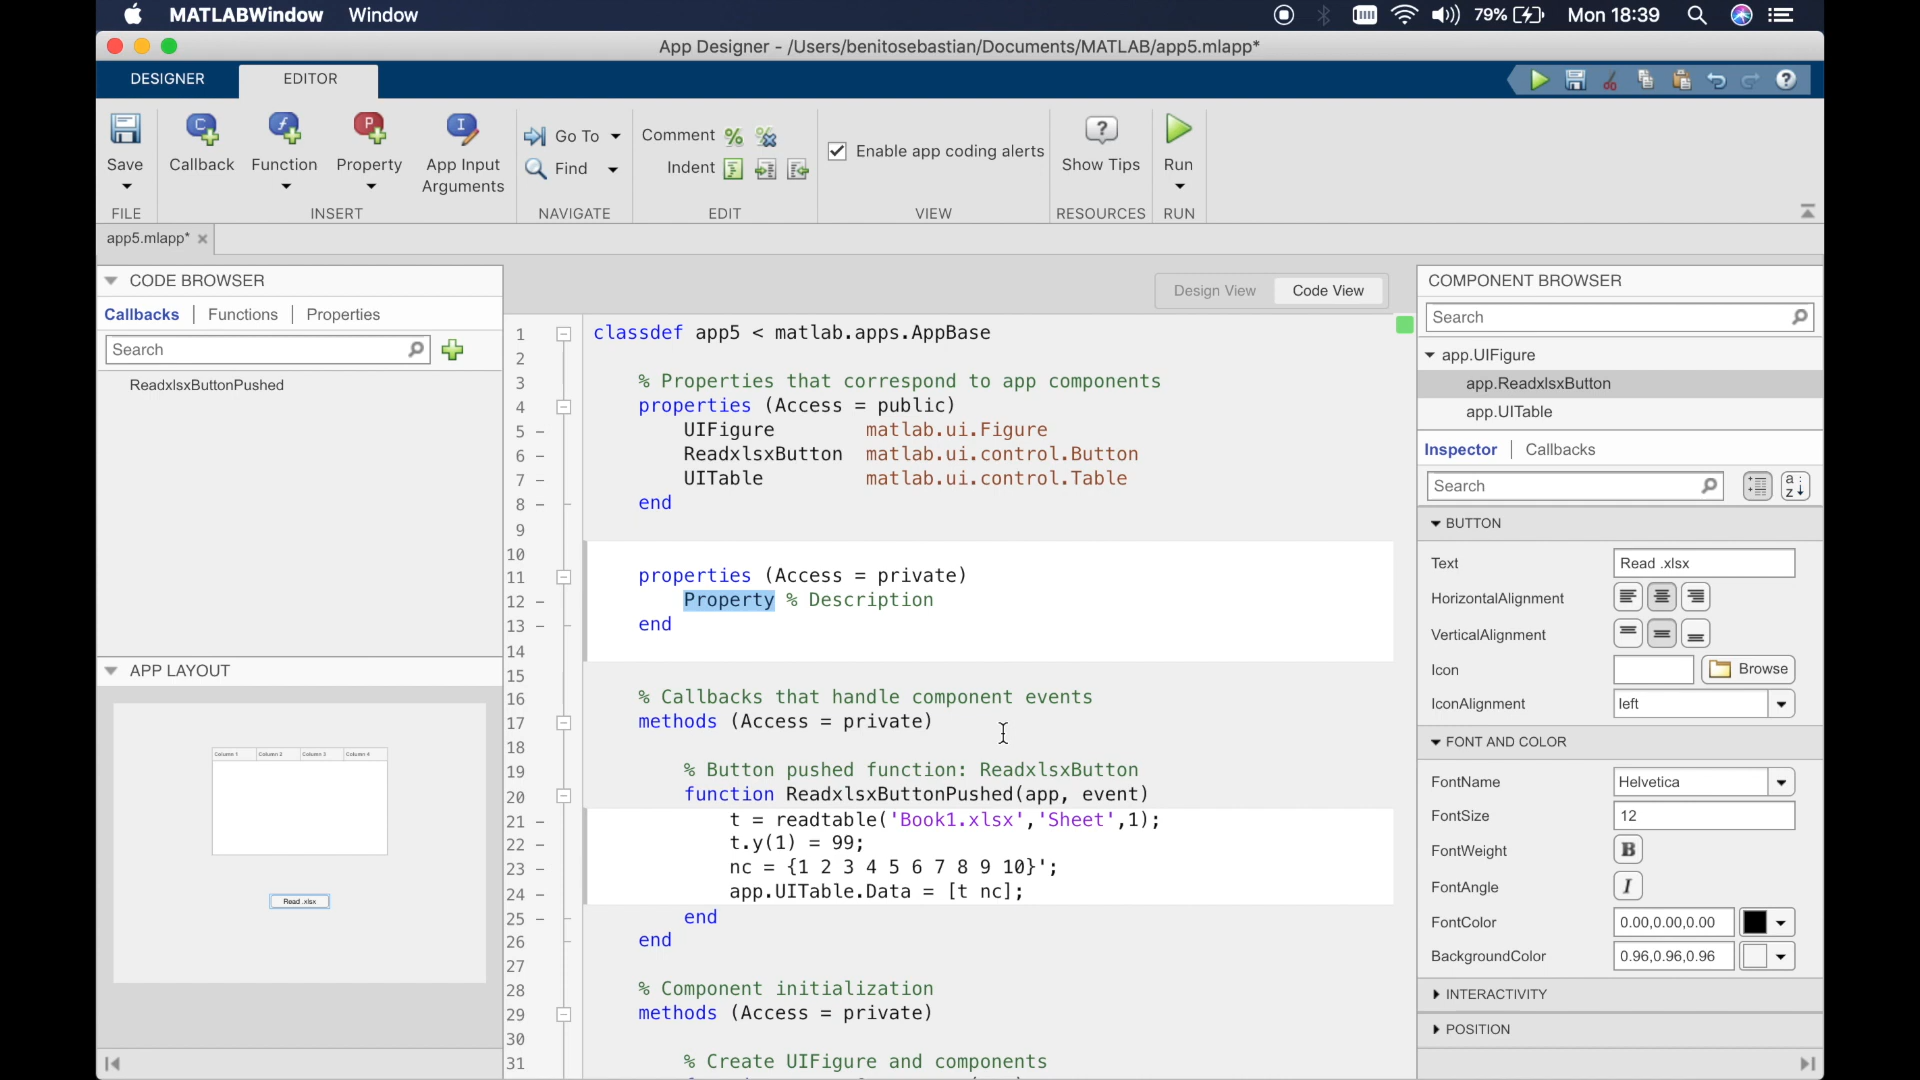 MATLABWindow Window 79% Mon 18:39
App Designer - /Users/benitosebastian/Documents/MATLAB/app5.mlapp*
DESIGNER EDITOR
Save Callback Function Property App Input Arguments Go To Find Comment Indent Enable app coding alerts Show Tips Run
FILE INSERT NAVIGATE EDIT VIEW RESOURCES RUN
app5.mlapp*
CODE BROWSER
Callbacks Functions Properties
Search
ReadxlsxButtonPushed
APP LAYOUT
Column 1 Column 2 Column 3 Column 4
Read .xlsx
Design View Code View
1 classdef app5 < matlab.apps.AppBase
2
3 % Properties that correspond to app components
4 properties (Access = public)
5 UIFigure matlab.ui.Figure
6 ReadxlsxButton matlab.ui.control.Button
7 UITable matlab.ui.control.Table
8 end
9
10
11 properties (Access = private)
12 Property % Description
13 end
14
15
16 % Callbacks that handle component events
17 methods (Access = private)
18
19 % Button pushed function: ReadxlsxButton
20 function ReadxlsxButtonPushed(app, event)
21 t = readtable('Book1.xlsx','Sheet',1);
22 t.y(1) = 99;
23 nc = {1 2 3 4 5 6 7 8 9 10}';
24 app.UITable.Data = [t nc];
25 end
26 end
27
28 % Component initialization
29 methods (Access = private)
30
31 % Create UIFigure and components
COMPONENT BROWSER
Search
app.UIFigure
app.ReadxlsxButton
app.UITable
Inspector Callbacks
Search
BUTTON
Text Read .xlsx
HorizontalAlignment
VerticalAlignment
Icon Browse
IconAlignment left
FONT AND COLOR
FontName Helvetica
FontSize 12
FontWeight B
FontAngle I
FontColor 0.00,0.00,0.00
BackgroundColor 0.96,0.96,0.96
INTERACTIVITY
POSITION